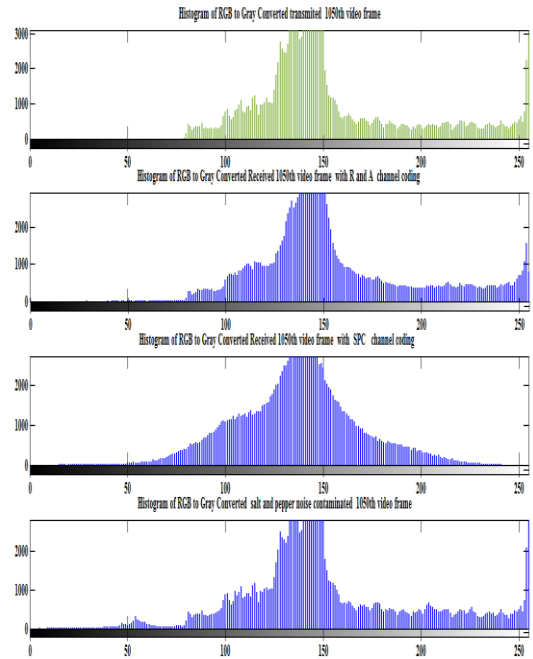 Histogram of RGB to Gray Converted transmited 1050th video frame
3000
2000
1000
0
0 50 100 150 200 250
Histogram of RGB to Gray Converted Received 1050th video frame with R and A channel coding
2000
1000
0
0 50 100 150 200 250
Histogram of RGB to Gray Converted Received 1050th video frame with SPC channel coding
2000
1000
0
0 50 100 150 200 250
Histogram of RGB to Gray Converted salt and pepper noise contaminated 1050th video frame
2000
1000
0
0 50 100 150 200 250